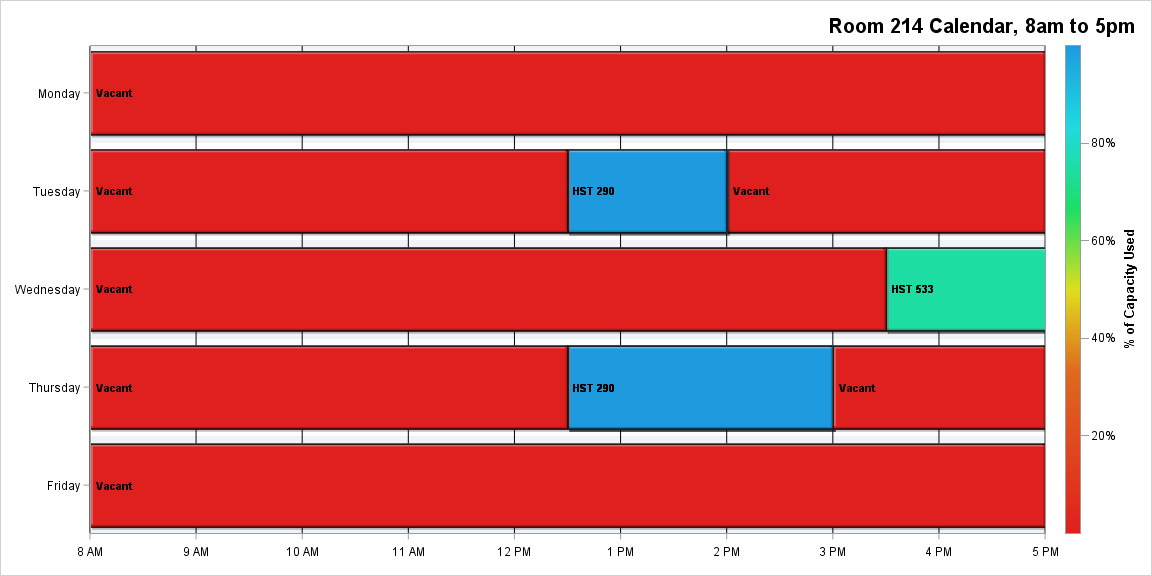 Room 214 Calendar, 8am to 5pm
Monday
Vacant
Tuesday
Vacant
HST 290
Vacant
Wednesday
Vacant
HST 533
Thursday
Vacant
HST 290
Vacant
Friday
Vacant
8 AM
9 AM
10 AM
11 AM
12 PM
1 PM
2 PM
3 PM
4 PM
5 PM
80%
60%
40%
20%
% of Capacity Used